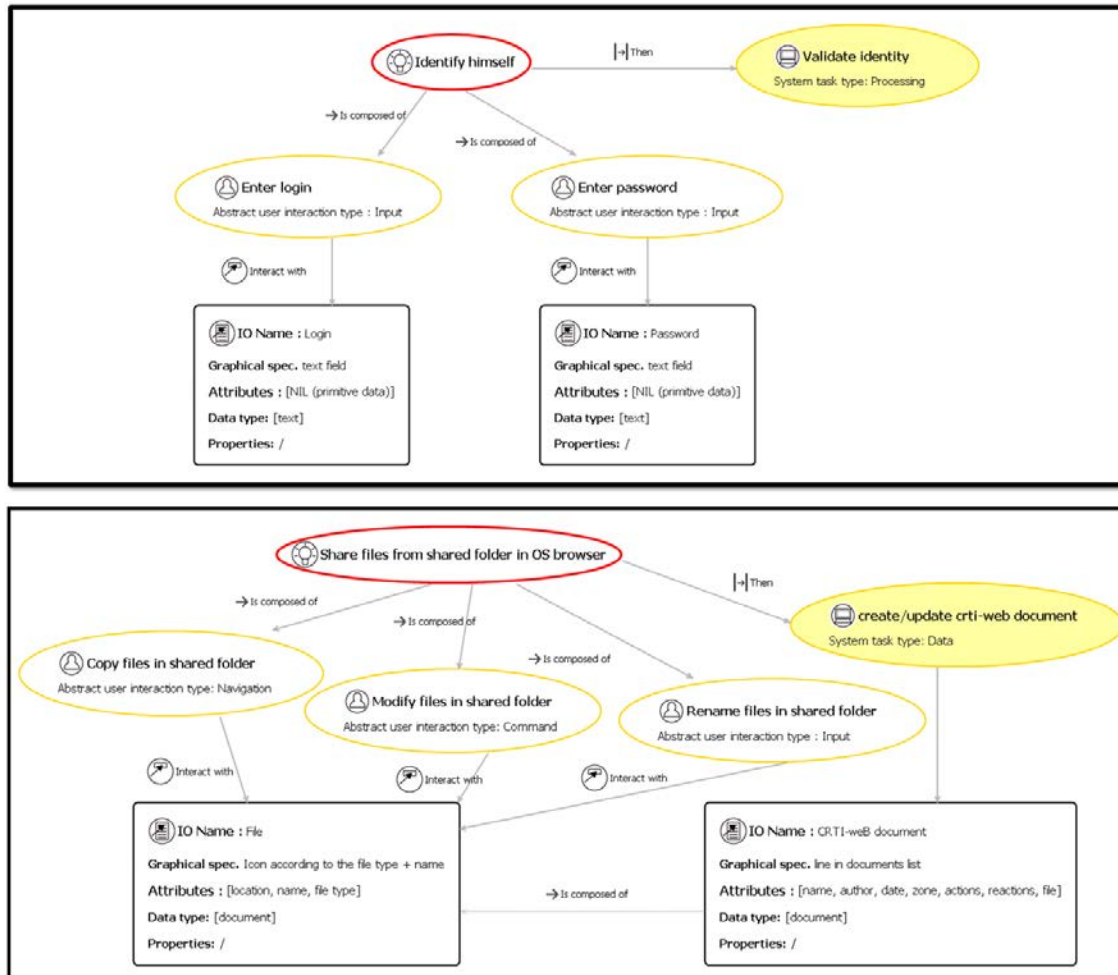 Identify himself
Then
Validate identity
System task type: Processing
Is composed of
Is composed of
Enter login
Abstract user interaction type : Input
Enter password
Abstract user interaction type : Input
Interact with
Interact with
IO Name : Login
Graphical spec. text field
Attributes : [NIL (primitive data)]
Data type: [text]
Properties: /
IO Name : Password
Graphical spec. text field
Attributes : [NIL (primitive data)]
Data type: [text]
Properties: /
Share files from shared folder in OS browser
Then
Is composed of
Is composed of
Is composed of
create/update crti-web document
System task type: Data
Copy files in shared folder
Abstract user interaction type: Navigation
Modify files in shared folder
Abstract user interaction type: Command
Rename files in shared folder
Abstract user interaction type : Input
Interact with
Interact with
Interact with
IO Name : File
Graphical spec. Icon according to the file type + name
Attributes : [location, name, file type]
Data type: [document]
Properties: /
Is composed of
IO Name : CRTI-weB document
Graphical spec. line in documents list
Attributes : [name, author, date, zone, actions, reactions, file]
Data type: [document]
Properties: /